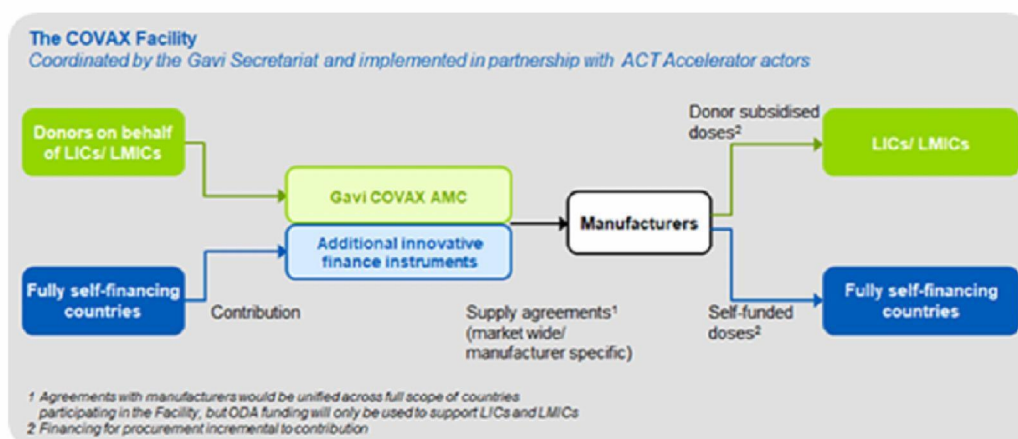 The COVAX Facility
Coordinated by the Gavi Secretariat and implemented in partnership with ACT Accelerator actors
Donors on behalf
of LICs/ LMICs
Donor subsidised
doses²
LICs/ LMICs
Gavi COVAX AMC
Additional innovative
finance instruments
Manufacturers
Fully self-financing
countries
Contribution
Supply agreements¹
(market wide/
manufacturer specific)
Self-funded
doses²
Fully self-financing
countries
1 Agreements with manufacturers would be unified across full scope of countries
participating in the Facility, but ODA funding will only be used to support LICs and LMICs
2 Financing for procurement incremental to contribution